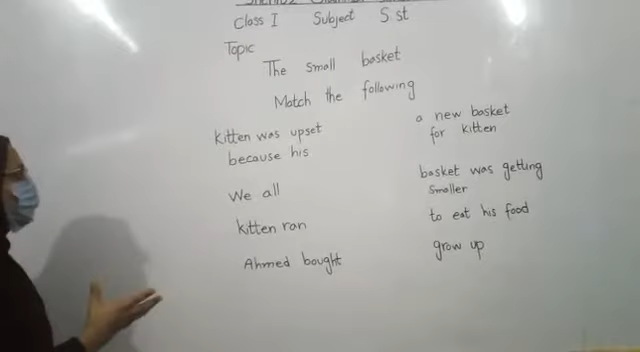 Class I Subject S st
Topic
The small basket
Match the following
Kitten was upset
because his
a new basket
for kitten
We all
basket was getting
smaller
kitten ran
to eat his food
Ahmed bought
grow up